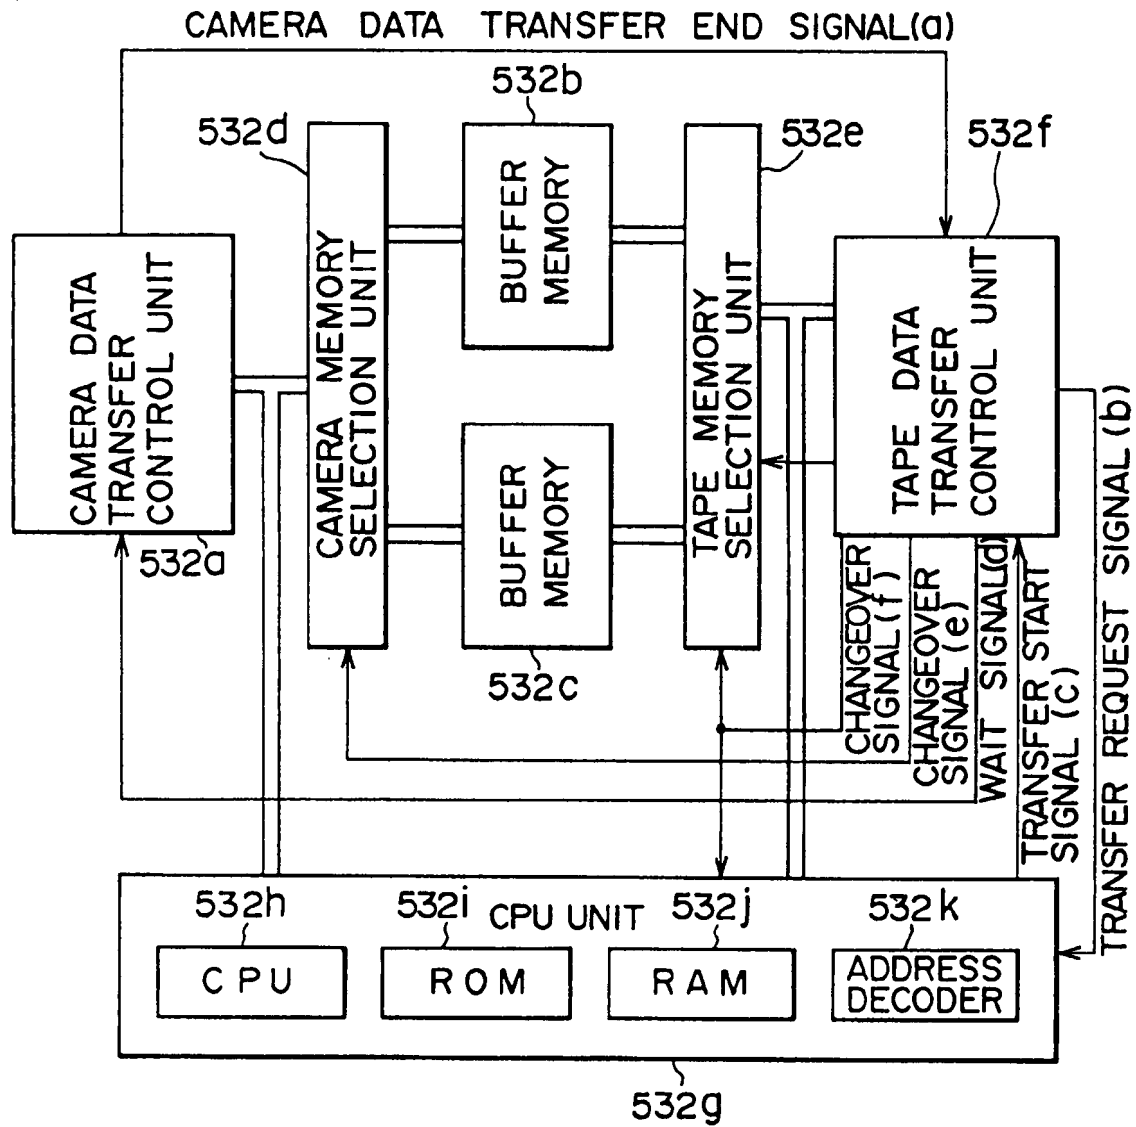 CAMERA DATA TRANSFER END SIGNAL(a)
532b
532d
532e
532f
CAMERA DATA
TRANSFER
CONTROL UNIT
532a
CAMERA MEMORY
SELECTION UNIT
BUFFER
MEMORY
BUFFER
MEMORY
532c
TAPE MEMORY
SELECTION UNIT
TAPE DATA
TRANSFER
CONTROL UNIT
CHANGEOVER
SIGNAL(f)
CHANGEOVER
SIGNAL(e)
WAIT SIGNAL(d)
TRANSFER START
SIGNAL(c)
TRANSFER REQUEST SIGNAL(b)
532h
532i
CPU UNIT
532j
532k
CPU
ROM
RAM
ADDRESS
DECODER
532g